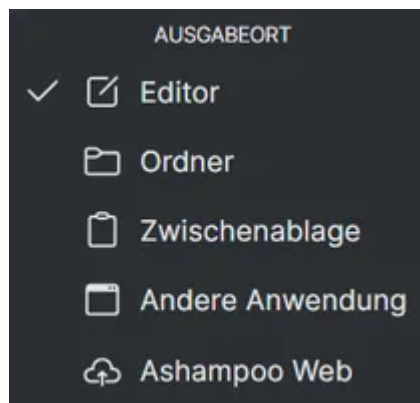 AUSGABEORT
Editor
Ordner
Zwischenablage
Andere Anwendung
Ashampoo Web